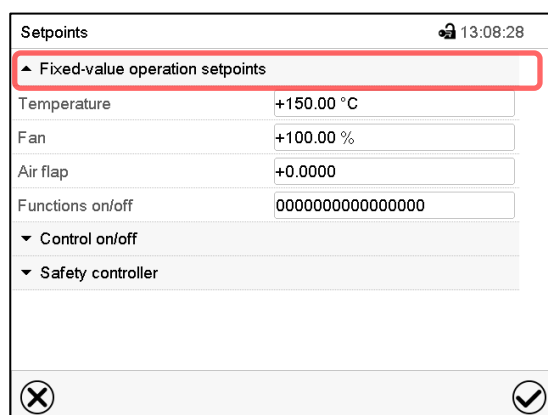 Setpoints 13:08:28
Fixed-value operation setpoints
Temperature +150.00 °C
Fan +100.00 %
Air flap +0.0000
Functions on/off 0000000000000000
Control on/off
Safety controller